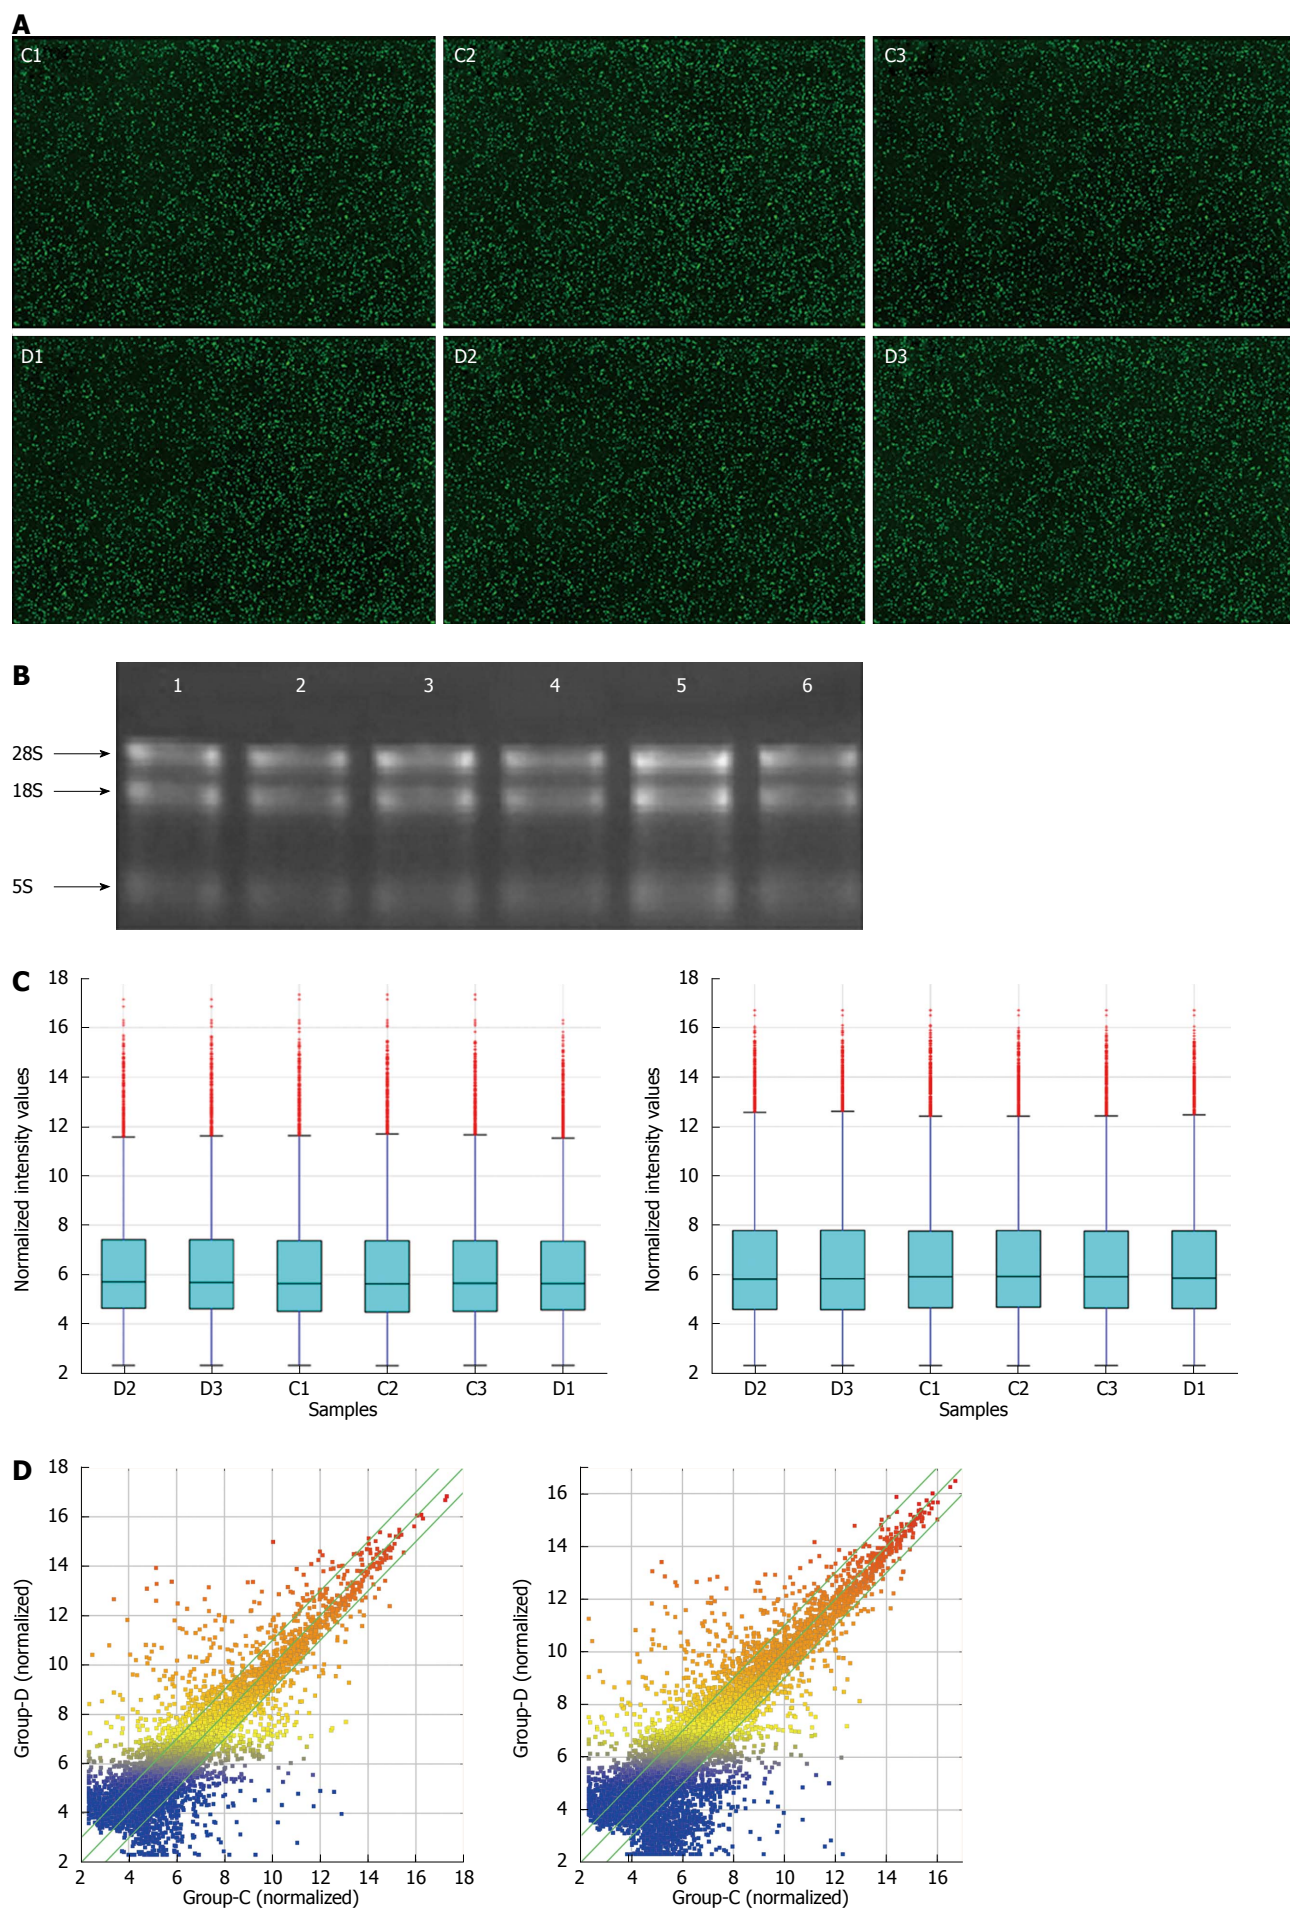 A
C1 C2 C3
D1 D2 D3
B
1 2 3 4 5 6
28S
18S
5S
C
18
16
14
12
10
8
6
4
2
Normalized intensity values
D2 D3 C1 C2 C3 D1
Samples
18
16
14
12
10
8
6
4
2
Normalized intensity values
D2 D3 C1 C2 C3 D1
Samples
D
18
16
14
12
10
8
6
4
2
Group-D (normalized)
2 4 6 8 10 12 14 16 18
Group-C (normalized)
16
14
12
10
8
6
4
2
Group-D (normalized)
2 4 6 8 10 12 14 16
Group-C (normalized)